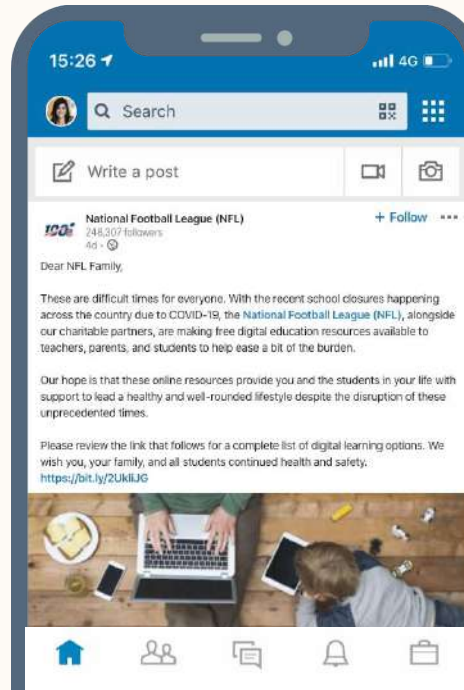 15:26
4G
Search
Write a post
National Football League (NFL)
+ Follow
248,307 followers
4d
Dear NFL Family,
These are difficult times for everyone. With the recent school closures happening
across the country due to COVID-19, the National Football League (NFL), alongside
our charitable partners, are making free digital education resources available to
teachers, parents, and students to help ease a bit of the burden.
Our hope is that these online resources provide you and the students in your life with
support to lead a healthy and well-rounded lifestyle despite the disruption of these
unprecedented times.
Please review the link that follows for a complete list of digital learning options. We
wish you, your family, and all students continued health and safety.
https://bit.ly/2UkliJG